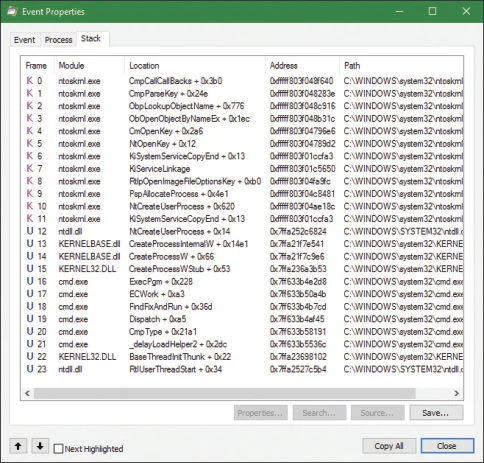 Event Properties
Event Process Stack
Frame Module Location Address Path
K 0 ntoskrnl.exe CmpCallCallBacks + 0x3b0 0xfffff803f048f640 C:\WINDOWS\system32\ntoskrnl
K 1 ntoskrnl.exe CmpParseKey + 0x24e 0xfffff803f048283e C:\WINDOWS\system32\ntoskrnl
K 2 ntoskrnl.exe ObpLookupObjectName + 0x776 0xfffff803f048c916 C:\WINDOWS\system32\ntoskrnl
K 3 ntoskrnl.exe ObOpenObjectByNameEx + 0x1ec 0xfffff803f048b31c C:\WINDOWS\system32\ntoskrnl
K 4 ntoskrnl.exe CmOpenKey + 0x2a6 0xfffff803f04796e6 C:\WINDOWS\system32\ntoskrnl
K 5 ntoskrnl.exe NtOpenKey + 0x12 0xfffff803f04789d2 C:\WINDOWS\system32\ntoskrnl
K 6 ntoskrnl.exe KiSystemServiceCopyEnd + 0x13 0xfffff803f01ccfa3 C:\WINDOWS\system32\ntoskrnl
K 7 ntoskrnl.exe KiServiceLinkage 0xfffff803f01c5650 C:\WINDOWS\system32\ntoskrnl
K 8 ntoskrnl.exe RtlpOpenImageFileOptionsKey + 0xb0 0xfffff803f04fa9fc C:\WINDOWS\system32\ntoskrnl
K 9 ntoskrnl.exe PspAllocateProcess + 0x4e1 0xfffff803f04c8481 C:\WINDOWS\system32\ntoskrnl
K 10 ntoskrnl.exe NtCreateUserProcess + 0x620 0xfffff803f04ae18c C:\WINDOWS\system32\ntoskrnl
K 11 ntoskrnl.exe KiSystemServiceCopyEnd + 0x13 0xfffff803f01ccfa3 C:\WINDOWS\system32\ntoskrnl
U 12 ntdll.dll NtCreateUserProcess + 0x14 0x7ffa252c6824 C:\WINDOWS\SYSTEM32\ntdll.d
U 13 KERNELBASE.dll CreateProcessInternalW + 0x14e1 0x7ffa21f7e541 C:\WINDOWS\system32\KERNE
U 14 KERNELBASE.dll CreateProcessW + 0x66 0x7ffa21f7c9e6 C:\WINDOWS\system32\KERNE
U 15 KERNEL32.DLL CreateProcessWStub + 0x53 0x7ffa236a3b53 C:\WINDOWS\system32\KERNE
U 16 cmd.exe ExecPgm + 0x228 0x7ff633b4e2d8 C:\WINDOWS\system32\cmd.exe
U 17 cmd.exe ECWork + 0xa3 0x7ff633b50a4b C:\WINDOWS\system32\cmd.exe
U 18 cmd.exe FindFixAndRun + 0x36d 0x7ff633b4b7cd C:\WINDOWS\system32\cmd.exe
U 19 cmd.exe Dispatch + 0xa5 0x7ff633b4af45 C:\WINDOWS\system32\cmd.exe
U 20 cmd.exe CmpType + 0x21a1 0x7ff633b58191 C:\WINDOWS\system32\cmd.exe
U 21 cmd.exe _delayLoadHelper2 + 0x2dc 0x7ff633b5536c C:\WINDOWS\system32\cmd.exe
U 22 KERNEL32.DLL BaseThreadInitThunk + 0x22 0x7ffa23698102 C:\WINDOWS\system32\KERNE
U 23 ntdll.dll RtlUserThreadStart + 0x34 0x7ffa2527c5b4 C:\WINDOWS\SYSTEM32\ntdll.d
Properties... Search... Source... Save...
Next Highlighted Copy All Close